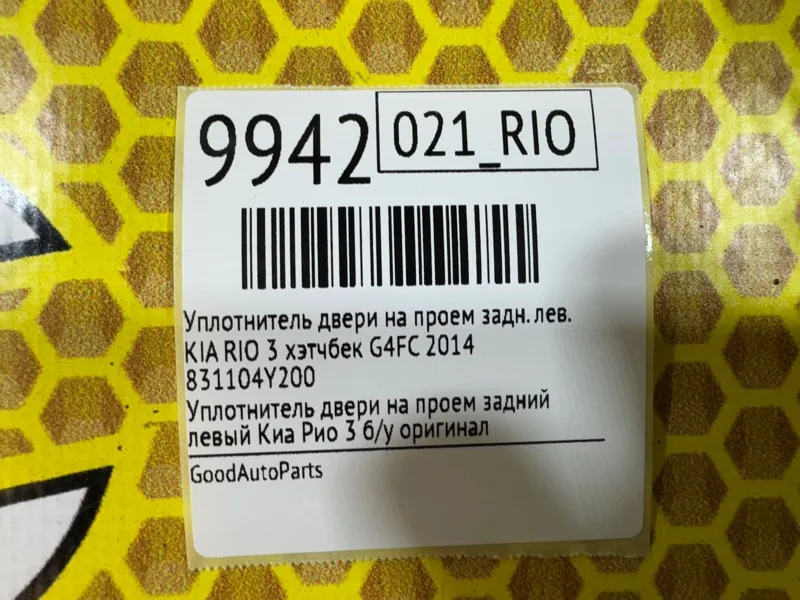 9942
021_RIO
Уплотнитель двери на проем задн. лев.
KIA RIO 3 хэтчбек G4FC 2014
831104Y200
Уплотнитель двери на проем задний
левый Киа Рио 3 б/у оригинал
GoodAutoParts